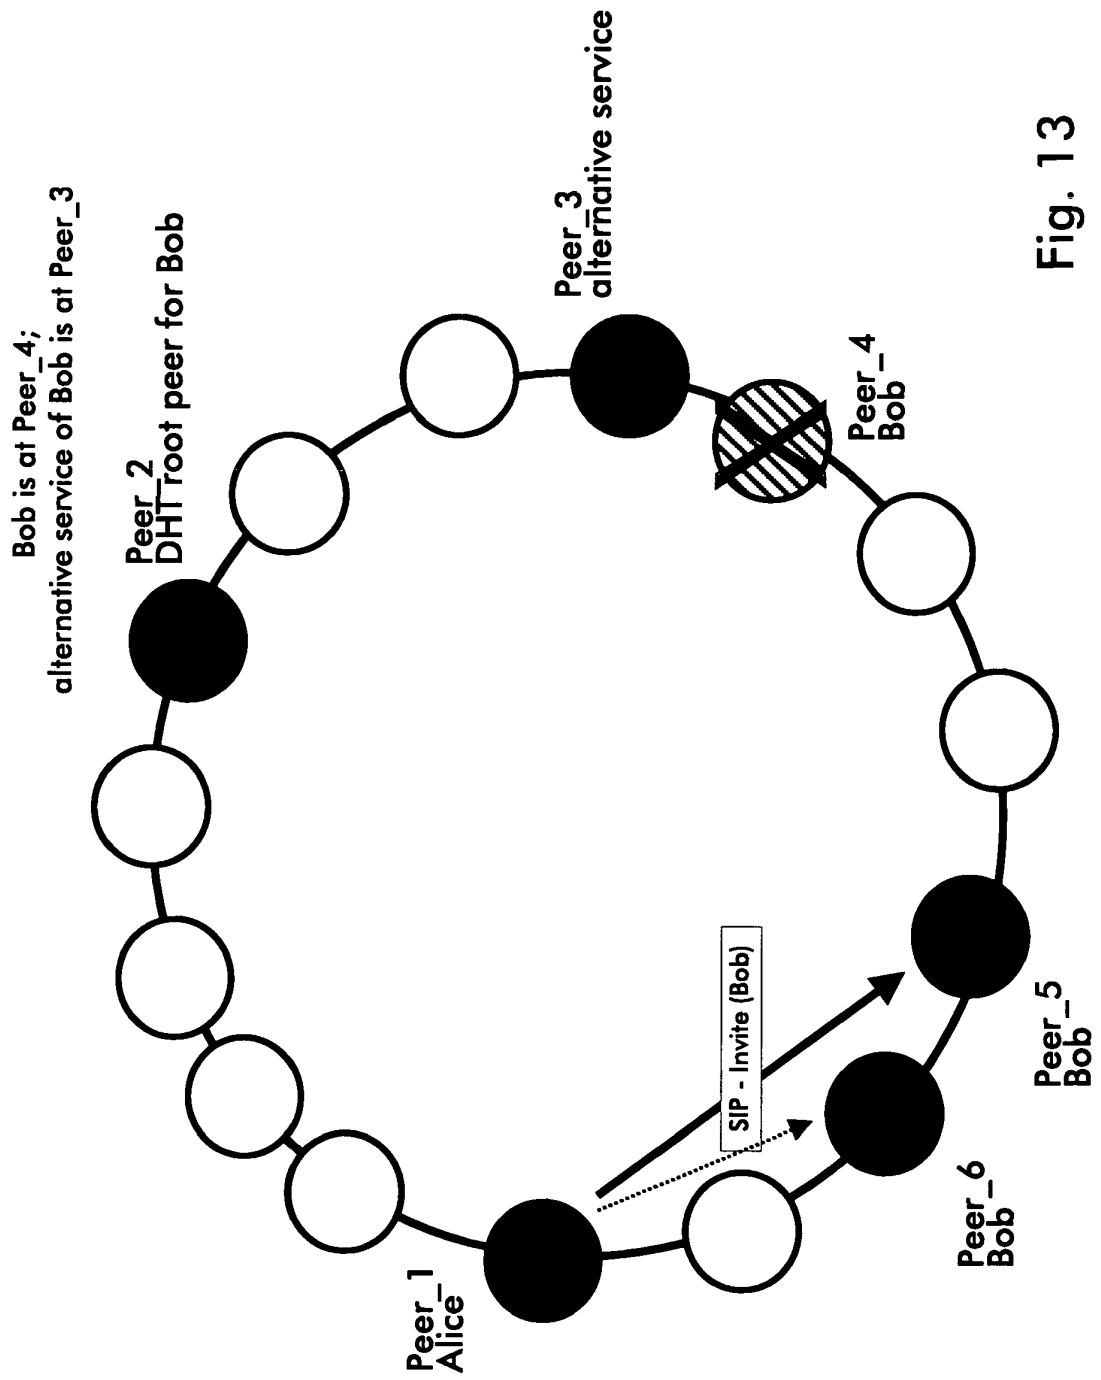 Bob is at Peer_4;
alternative service of Bob is at Peer_3
Peer_2
DHT root peer for Bob
Peer_3
alternative service
Peer_4
Bob
SIP - Invite (Bob)
Peer_1
Alice
Peer_6
Bob
Peer_5
Bob
Fig. 13